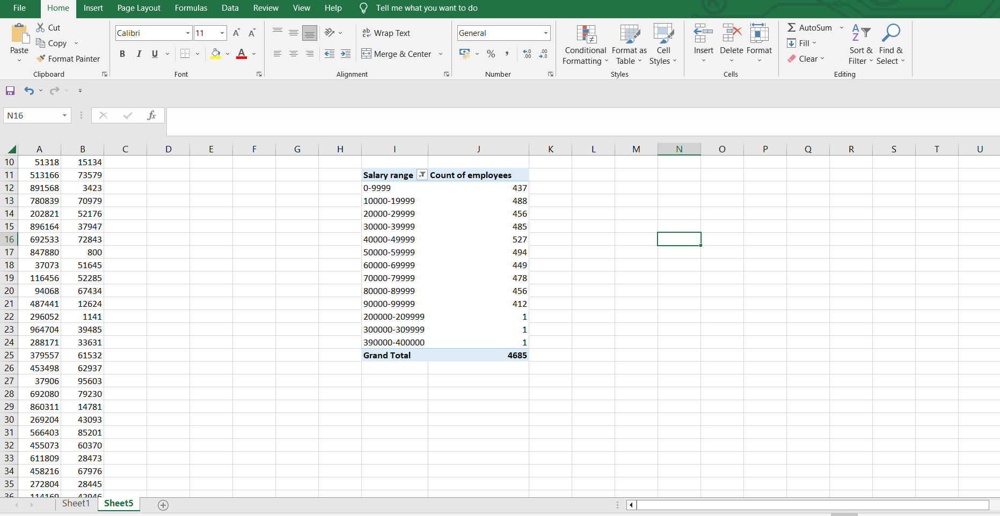 File Home Insert Page Layout Formulas Data Review View Help Tell me what you want to do
Paste
Cut
Copy
Format Painter
Clipboard
Calibri 11
B I U
Font
Wrap Text
Merge & Center
Alignment
General
Number
Conditional Formatting
Format as Table
Cell Styles
Styles
Insert Delete Format
Cells
AutoSum
Fill
Clear
Sort & Filter
Find & Select
Editing
N16 fx
A B C D E F G H I J K L M N O P Q R S T U
10 51318 15134
11 513166 73579 Salary range Count of employees
12 891568 3423 0-9999 437
13 780839 70979 10000-19999 488
14 202821 52176 20000-29999 456
15 896164 37947 30000-39999 485
16 692533 72843 40000-49999 527
17 847880 800 50000-59999 494
18 37073 51645 60000-69999 449
19 116456 52285 70000-79999 478
20 94068 67434 80000-89999 456
21 487441 12624 90000-99999 412
22 296052 1141 200000-209999 1
23 964704 39485 300000-309999 1
24 288171 33631 390000-400000 1
25 379557 61532 Grand Total 4685
26 453498 62937
27 37906 95603
28 692080 79230
29 860311 14781
30 269204 43093
31 566403 85201
32 455073 60370
33 611809 28473
34 458216 67976
35 272804 28445
36 114169 42946
Sheet1 Sheet5